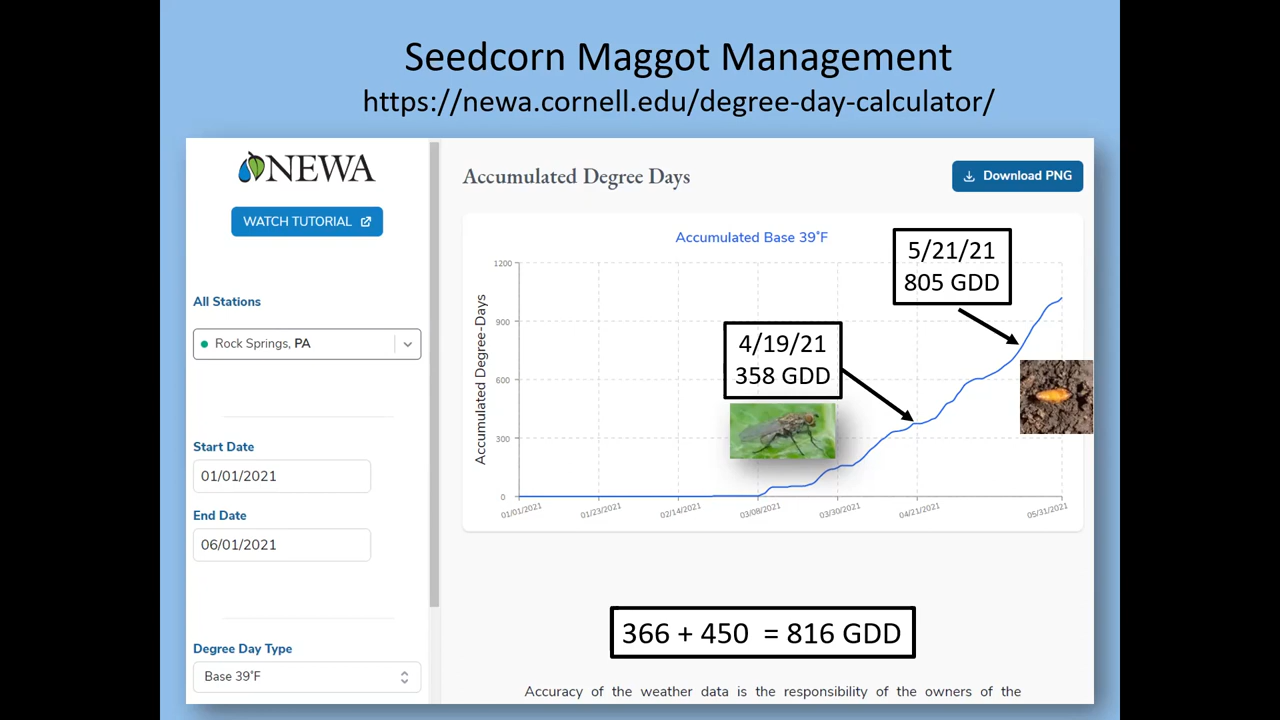 Seedcorn Maggot Management
https://newa.cornell.edu/degree-day-calculator/
NEWA
WATCH TUTORIAL
All Stations
Rock Springs, PA
Start Date
01/01/2021
End Date
06/01/2021
Degree Day Type
Base 39°F
Accumulated Degree Days
Download PNG
Accumulated Base 39°F
Accumulated Degree-Days
1200
900
600
300
0
01/01/2021
01/23/2021
02/14/2021
03/08/2021
03/30/2021
04/21/2021
05/31/2021
4/19/21
358 GDD
5/21/21
805 GDD
366 + 450 = 816 GDD
Accuracy of the weather data is the responsibility of the owners of the